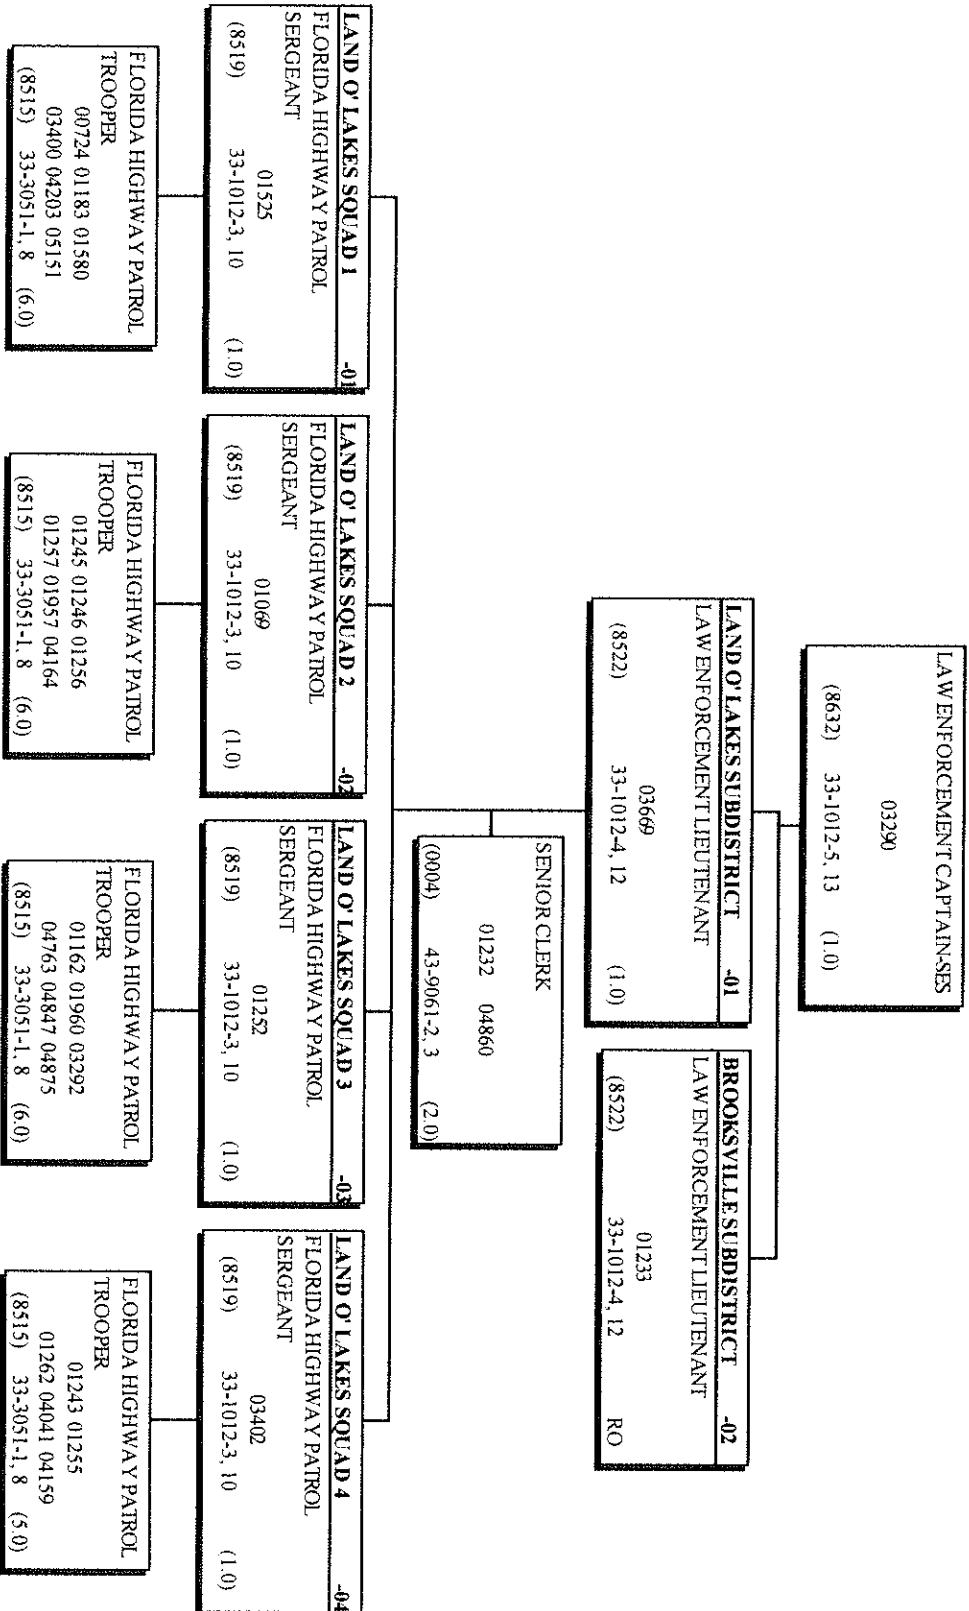 LAW ENFORCEMENT CAPTAIN-SES
03290
(8632) 33-1012-5, 13 (1.0)
LAND O' LAKES SUBDISTRICT -01
LAW ENFORCEMENT LIEUTENANT
03669
(8522) 33-1012-4, 12 (1.0)
BROOKSVILLE SUBDISTRICT -02
LAW ENFORCEMENT LIEUTENANT
01233
(8522) 33-1012-4, 12 RO
SENIOR CLERK
01232 04860
(0004) 43-9061-2, 3 (2.0)
LAND O' LAKES SQUAD 1 -01
FLORIDA HIGHWAY PATROL
SERGEANT
01525
(8519) 33-1012-3, 10 (1.0)
LAND O' LAKES SQUAD 2 -02
FLORIDA HIGHWAY PATROL
SERGEANT
01069
(8519) 33-1012-3, 10 (1.0)
LAND O' LAKES SQUAD 3 -03
FLORIDA HIGHWAY PATROL
SERGEANT
01252
(8519) 33-1012-3, 10 (1.0)
LAND O' LAKES SQUAD 4 -04
FLORIDA HIGHWAY PATROL
SERGEANT
03402
(8519) 33-1012-3, 10 (1.0)
FLORIDA HIGHWAY PATROL
TROOPER
00724 01183 01580
03400 04203 05151
(8515) 33-3051-1, 8 (6.0)
FLORIDA HIGHWAY PATROL
TROOPER
01245 01246 01256
01257 01957 04164
(8515) 33-3051-1, 8 (6.0)
FLORIDA HIGHWAY PATROL
TROOPER
01162 01960 03292
04763 04847 04875
(8515) 33-3051-1, 8 (6.0)
FLORIDA HIGHWAY PATROL
TROOPER
01243 01255
01262 04041 04159
(8515) 33-3051-1, 8 (5.0)